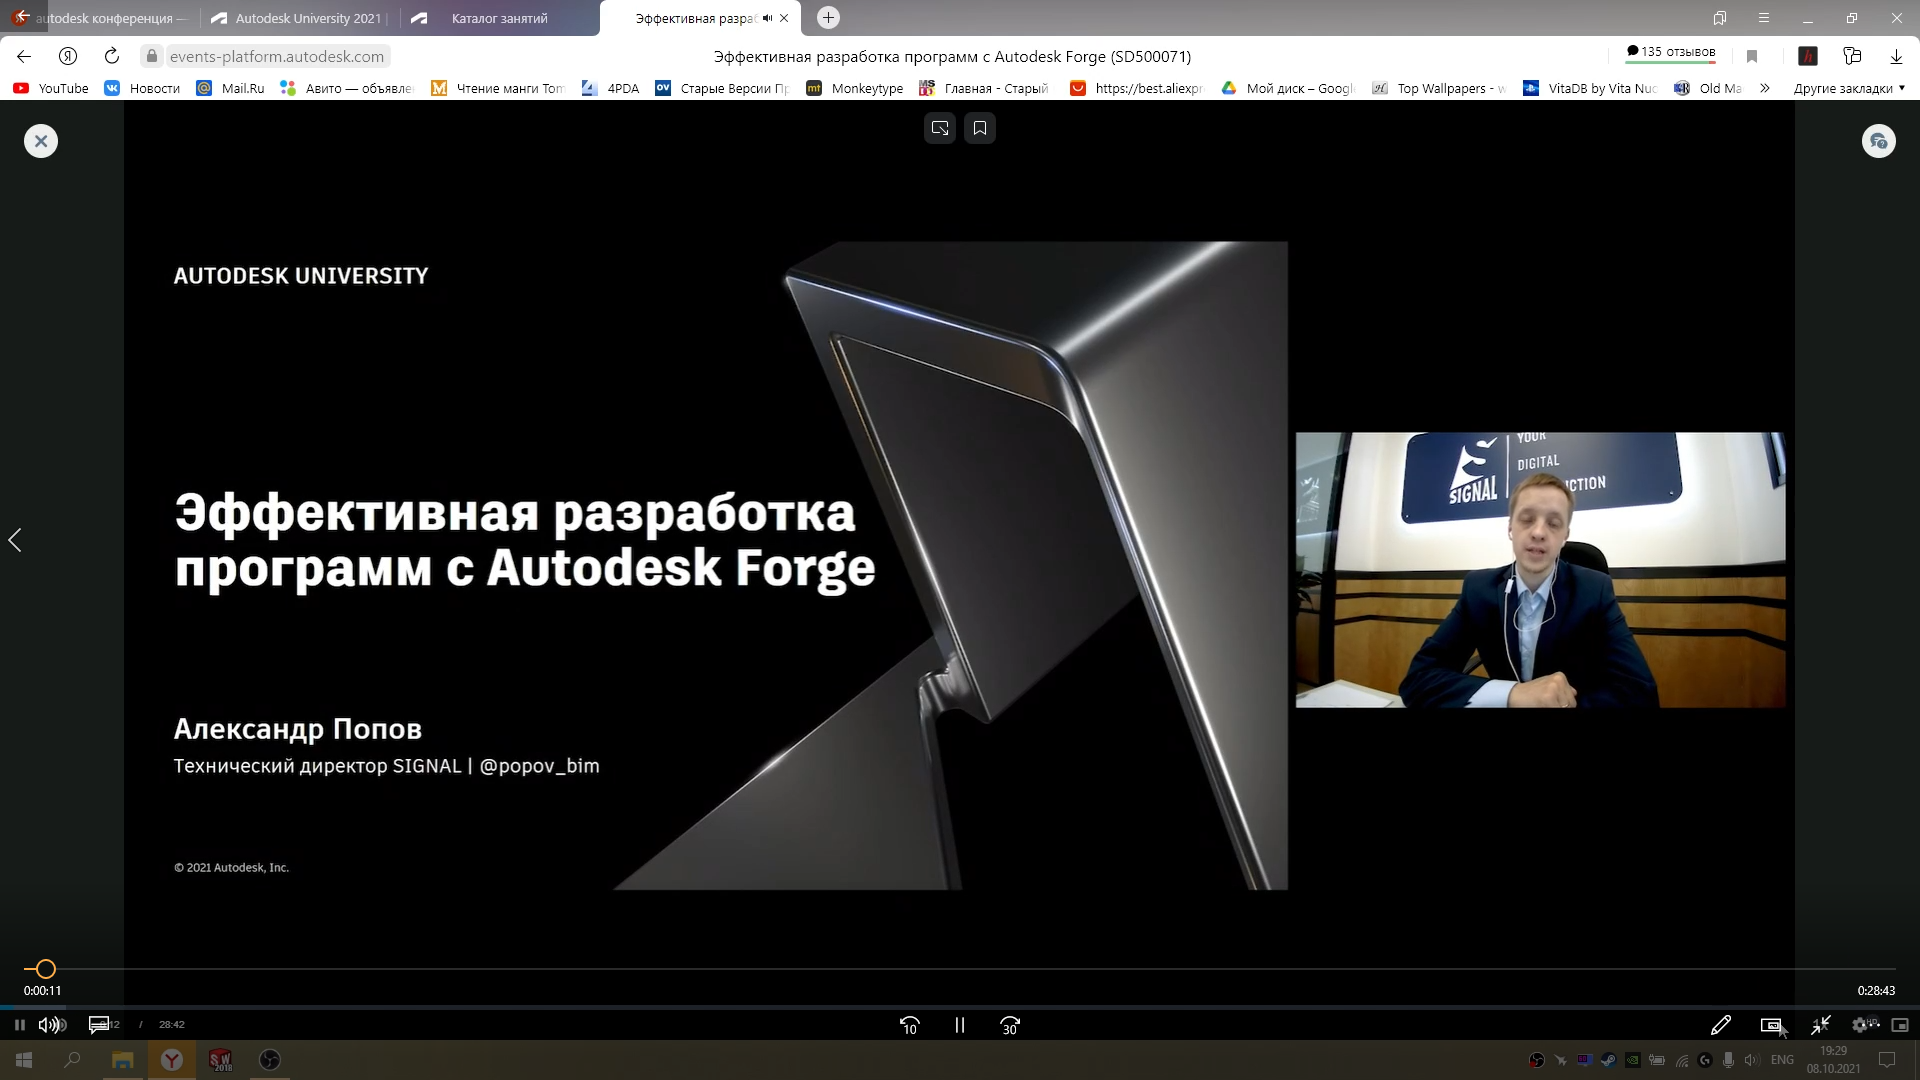 autodesk конференция —
Autodesk University 2021 |
Каталог занятий
Эффективная разраб
events-platform.autodesk.com
Эффективная разработка программ с Autodesk Forge (SD500071)
135 отзывов
YouTube
Новости
Mail.Ru
Авито — объявле
Чтение манги Tom
4PDA
Старые Версии Пр
Monkeytype
Главная - Старый
https://best.aliexpr
Мой диск – Google
Top Wallpapers - w
VitaDB by Vita Nuc
Old Ma
»
Другие закладки
AUTODESK UNIVERSITY
Эффективная разработка
программ с Autodesk Forge
Александр Попов
Технический директор SIGNAL | @popov_bim
© 2021 Autodesk, Inc.
YOUR
DIGITAL
SIGNAL
0:00:11
0:28:43
/ 28:42
10
30
ENG
19:29
08.10.2021